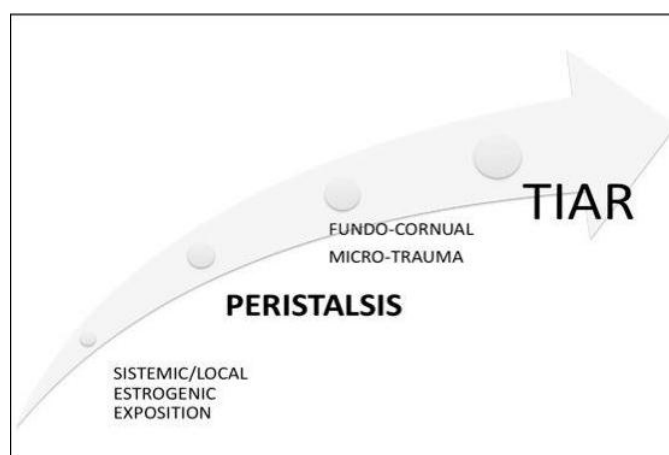 TIAR
FUNDO-CORNUAL
MICRO-TRAUMA
PERISTALSIS
SISTEMIC/LOCAL
ESTROGENIC
EXPOSITION